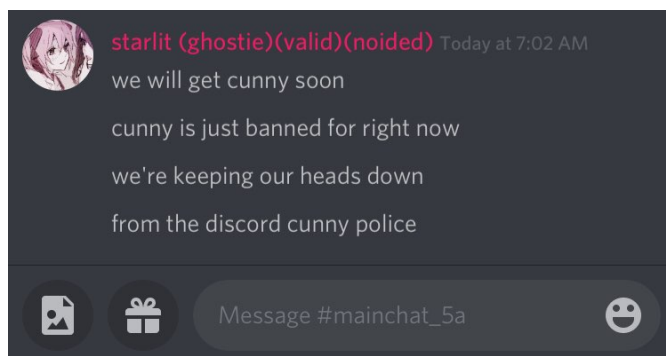 starlit (ghostie)(valid)(noided) Today at 7:02 AM
we will get cunny soon
cunny is just banned for right now
we're keeping our heads down
from the discord cunny police
Message #mainchat_5a